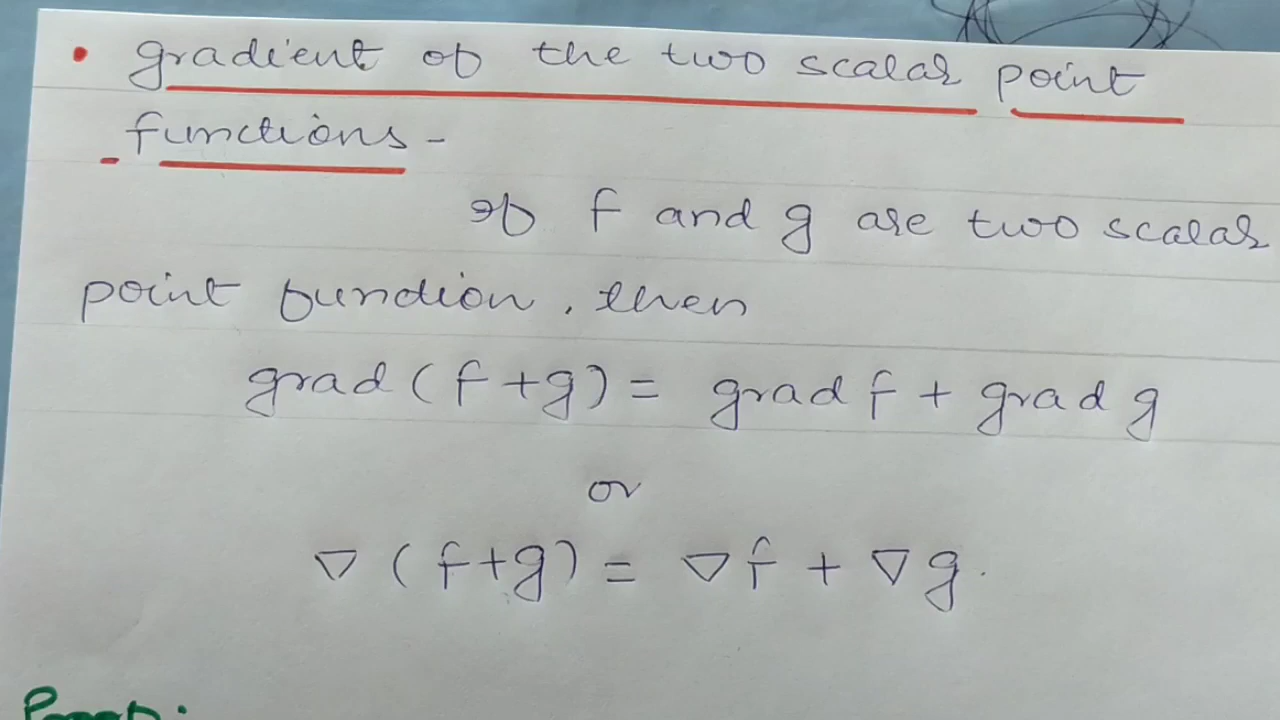 • gradient of the two scalar point
functions -
If f and g are two scalar
point function, then
grad (f+g) = grad f + grad g
or
∇ (f+g) = ∇f + ∇g.
Proof: